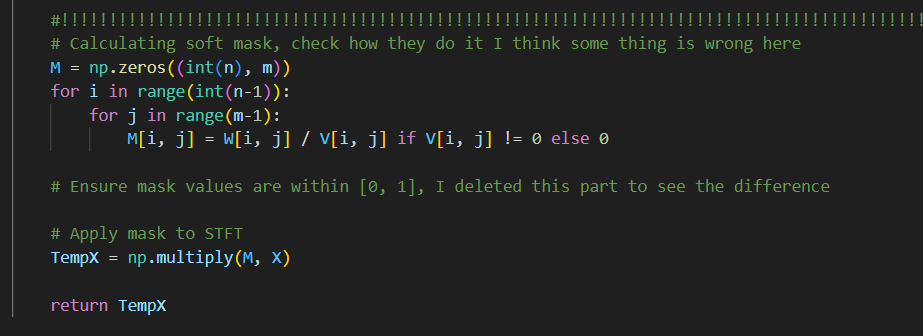 #!!!!!!!!!!!!!!!!!!!!!!!!!!!!!!!!!!!!!!!!!!!!!!!!!!!!!!!!!!!!!!!!!!!!!!!!!!!!!!!!!!!!!!!!!!
# Calculating soft mask, check how they do it I think some thing is wrong here
M = np.zeros((int(n), m))
for i in range(int(n-1)):
    for j in range(m-1):
        M[i, j] = W[i, j] / V[i, j] if V[i, j] != 0 else 0
# Ensure mask values are within [0, 1], I deleted this part to see the difference
# Apply mask to STFT
TempX = np.multiply(M, X)
return TempX